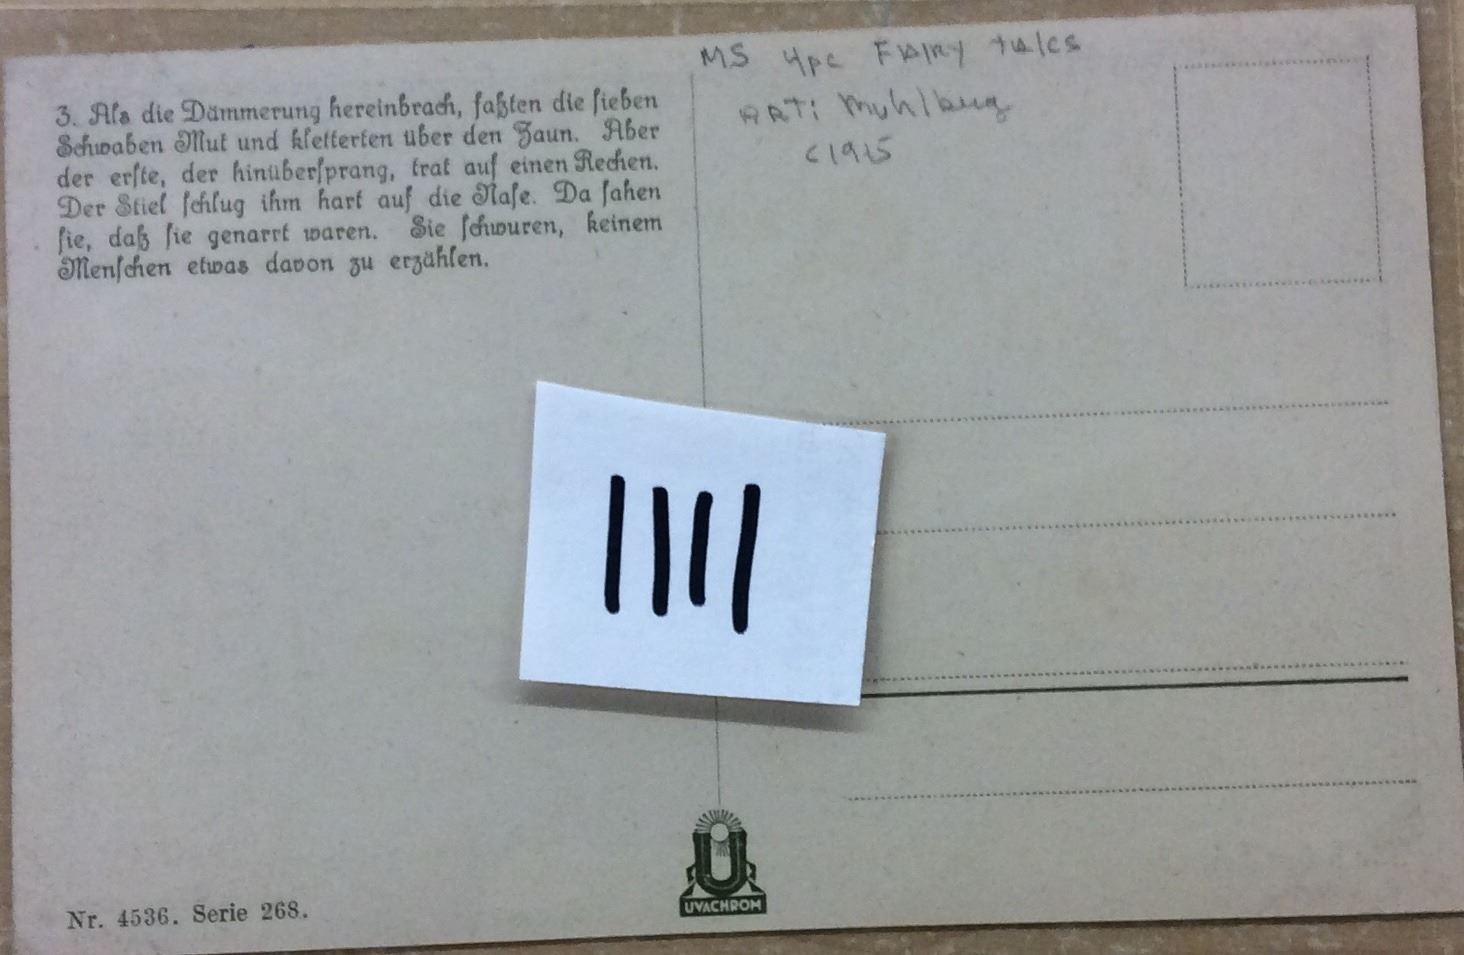 MS 4pc FAIRY tales
ART: Muhlberg
c1915
3. Als die Dämmerung hereinbrach, faßten die ſieben
Schwaben Mut und kletterten über den Zaun. Aber
der erſte, der hinüberſprang, trat auf einen Rechen.
Der Stiel ſchlug ihm hart auf die Naſe. Da ſahen
ſie, daß ſie genarrt waren. Sie ſchwuren, keinem
Menſchen etwas davon zu erzählen.
||||
UVACHROM
Nr. 4536. Serie 268.